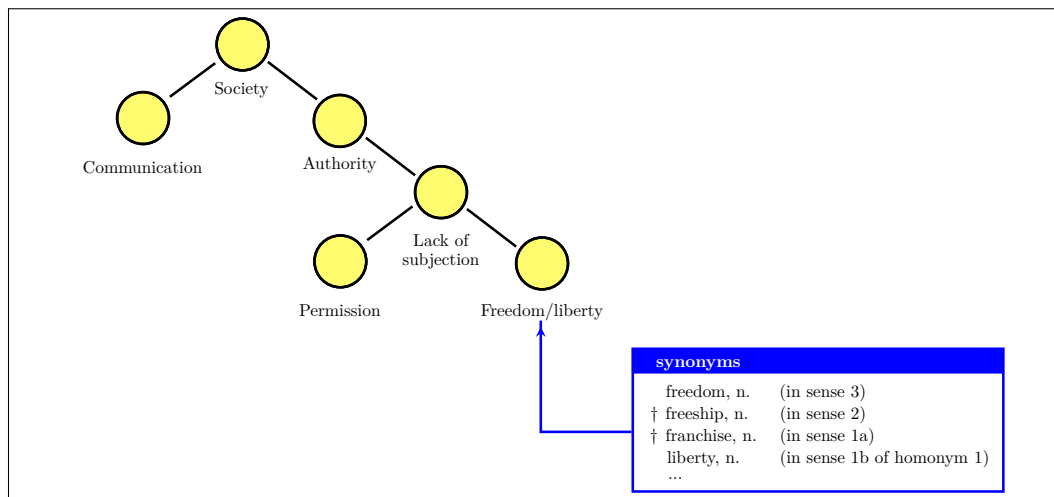 Society
Communication
Authority
Lack of
subjection
Permission
Freedom/liberty
synonyms
freedom, n. (in sense 3)
† freeship, n. (in sense 2)
† franchise, n. (in sense 1a)
liberty, n. (in sense 1b of homonym 1)
...